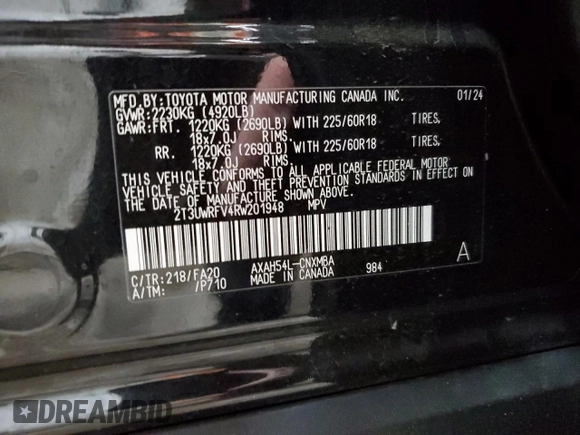 MFD.BY:TOYOTA MOTOR MANUFACTURING CANADA INC. 01/24
GVWR:2230KG (4920LB)
GAWR:FRT. 1220KG (2690LB) WITH 225/60R18 TIRES,
18x7.0J RIMS.
RR. 1220KG (2690LB) WITH 225/60R18 TIRES,
18x7.0J RIMS.
THIS VEHICLE CONFORMS TO ALL APPLICABLE FEDERAL MOTOR
VEHICLE SAFETY AND THEFT PREVENTION STANDARDS IN EFFECT ON
THE DATE OF MANUFACTURE SHOWN ABOVE.
2T3UWRFV4RW201948 MPV
C/TR:218/FA20 AXAH54L-CNXMBA A
A/TM: /P710 MADE IN CANADA 984
DREAMBID